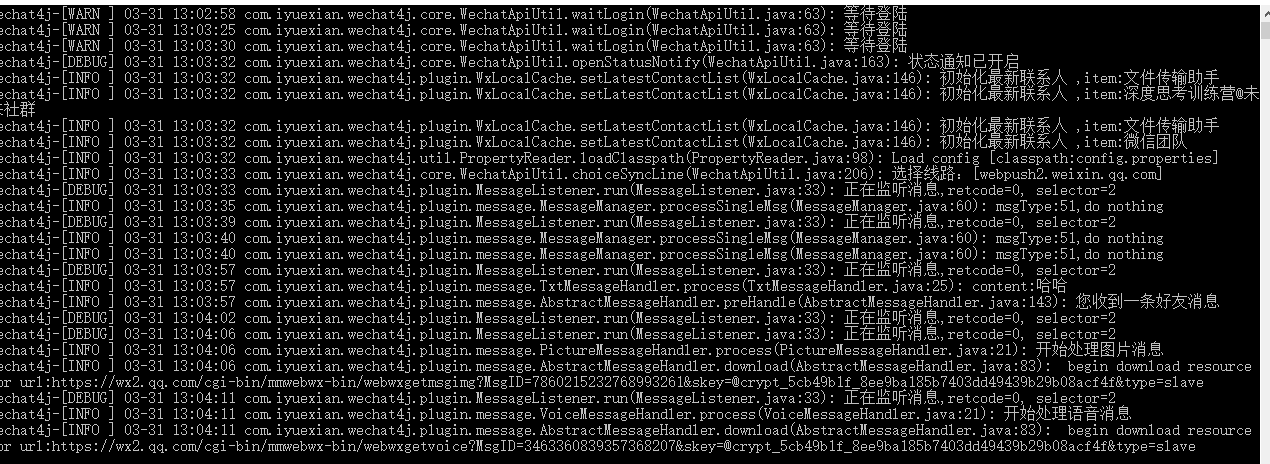 echat4j-[WARN ] 03-31 13:02:58 com.iyuexian.wechat4j.core.WechatApiUtil.waitLogin(WechatApiUtil.java:63): 等待登陆
echat4j-[WARN ] 03-31 13:03:25 com.iyuexian.wechat4j.core.WechatApiUtil.waitLogin(WechatApiUtil.java:63): 等待登陆
echat4j-[WARN ] 03-31 13:03:30 com.iyuexian.wechat4j.core.WechatApiUtil.waitLogin(WechatApiUtil.java:63): 等待登陆
echat4j-[DEBUG] 03-31 13:03:32 com.iyuexian.wechat4j.core.WechatApiUtil.openStatusNotify(WechatApiUtil.java:163): 状态通知已开启
echat4j-[INFO ] 03-31 13:03:32 com.iyuexian.wechat4j.plugin.WxLocalCache.setLatestContactList(WxLocalCache.java:146): 初始化最新联系人 ,item:文件传输助手
echat4j-[INFO ] 03-31 13:03:32 com.iyuexian.wechat4j.plugin.WxLocalCache.setLatestContactList(WxLocalCache.java:146): 初始化最新联系人 ,item:深度思考训练营@未
来社群
echat4j-[INFO ] 03-31 13:03:32 com.iyuexian.wechat4j.plugin.WxLocalCache.setLatestContactList(WxLocalCache.java:146): 初始化最新联系人 ,item:文件传输助手
echat4j-[INFO ] 03-31 13:03:32 com.iyuexian.wechat4j.plugin.WxLocalCache.setLatestContactList(WxLocalCache.java:146): 初始化最新联系人 ,item:微信团队
echat4j-[INFO ] 03-31 13:03:32 com.iyuexian.wechat4j.util.PropertyReader.loadClasspath(PropertyReader.java:98): Load config [classpath:config.properties]
echat4j-[INFO ] 03-31 13:03:33 com.iyuexian.wechat4j.core.WechatApiUtil.choiceSyncLine(WechatApiUtil.java:206): 选择线路：[webpush2.weixin.qq.com]
echat4j-[DEBUG] 03-31 13:03:33 com.iyuexian.wechat4j.plugin.MessageListener.run(MessageListener.java:33): 正在监听消息,retcode=0, selector=2
echat4j-[INFO ] 03-31 13:03:35 com.iyuexian.wechat4j.plugin.message.MessageManager.processSingleMsg(MessageManager.java:60): msgType:51,do nothing
echat4j-[DEBUG] 03-31 13:03:39 com.iyuexian.wechat4j.plugin.MessageListener.run(MessageListener.java:33): 正在监听消息,retcode=0, selector=2
echat4j-[INFO ] 03-31 13:03:40 com.iyuexian.wechat4j.plugin.message.MessageManager.processSingleMsg(MessageManager.java:60): msgType:51,do nothing
echat4j-[INFO ] 03-31 13:03:40 com.iyuexian.wechat4j.plugin.message.MessageManager.processSingleMsg(MessageManager.java:60): msgType:51,do nothing
echat4j-[DEBUG] 03-31 13:03:57 com.iyuexian.wechat4j.plugin.MessageListener.run(MessageListener.java:33): 正在监听消息,retcode=0, selector=2
echat4j-[INFO ] 03-31 13:03:57 com.iyuexian.wechat4j.plugin.message.TxtMessageHandler.process(TxtMessageHandler.java:25): content:哈哈
echat4j-[INFO ] 03-31 13:03:57 com.iyuexian.wechat4j.plugin.message.AbstractMessageHandler.preHandle(AbstractMessageHandler.java:143): 您收到一条好友消息
echat4j-[DEBUG] 03-31 13:04:02 com.iyuexian.wechat4j.plugin.MessageListener.run(MessageListener.java:33): 正在监听消息,retcode=0, selector=2
echat4j-[DEBUG] 03-31 13:04:06 com.iyuexian.wechat4j.plugin.MessageListener.run(MessageListener.java:33): 正在监听消息,retcode=0, selector=2
echat4j-[INFO ] 03-31 13:04:06 com.iyuexian.wechat4j.plugin.message.PictureMessageHandler.process(PictureMessageHandler.java:21): 开始处理图片消息
echat4j-[INFO ] 03-31 13:04:06 com.iyuexian.wechat4j.plugin.message.AbstractMessageHandler.download(AbstractMessageHandler.java:83):  begin download resource
or url:https://wx2.qq.com/cgi-bin/mmwebwx-bin/webwxgetmsgimg?MsgID=7860215232768993261&skey=@crypt_5cb49b1f_8ee9ba185b7403dd49439b29b08acf4f&type=slave
echat4j-[DEBUG] 03-31 13:04:11 com.iyuexian.wechat4j.plugin.MessageListener.run(MessageListener.java:33): 正在监听消息,retcode=0, selector=2
echat4j-[INFO ] 03-31 13:04:11 com.iyuexian.wechat4j.plugin.message.VoiceMessageHandler.process(VoiceMessageHandler.java:21): 开始处理语音消息
echat4j-[INFO ] 03-31 13:04:11 com.iyuexian.wechat4j.plugin.message.AbstractMessageHandler.download(AbstractMessageHandler.java:83):  begin download resource
or url:https://wx2.qq.com/cgi-bin/mmwebwx-bin/webwxgetvoice?MsgID=3463360839357368207&skey=@crypt_5cb49b1f_8ee9ba185b7403dd49439b29b08acf4f&type=slave